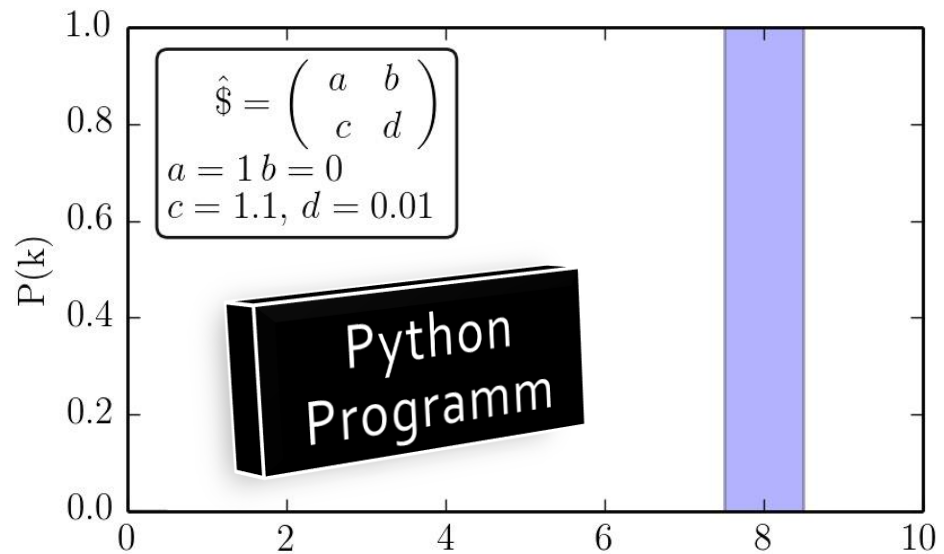 1.0
0.8
0.6
0.4
0.2
0.0
P(k)
$̂ = ( a b
c d )
a = 1 b = 0
c = 1.1, d = 0.01
Python
Programm
0 2 4 6 8 10